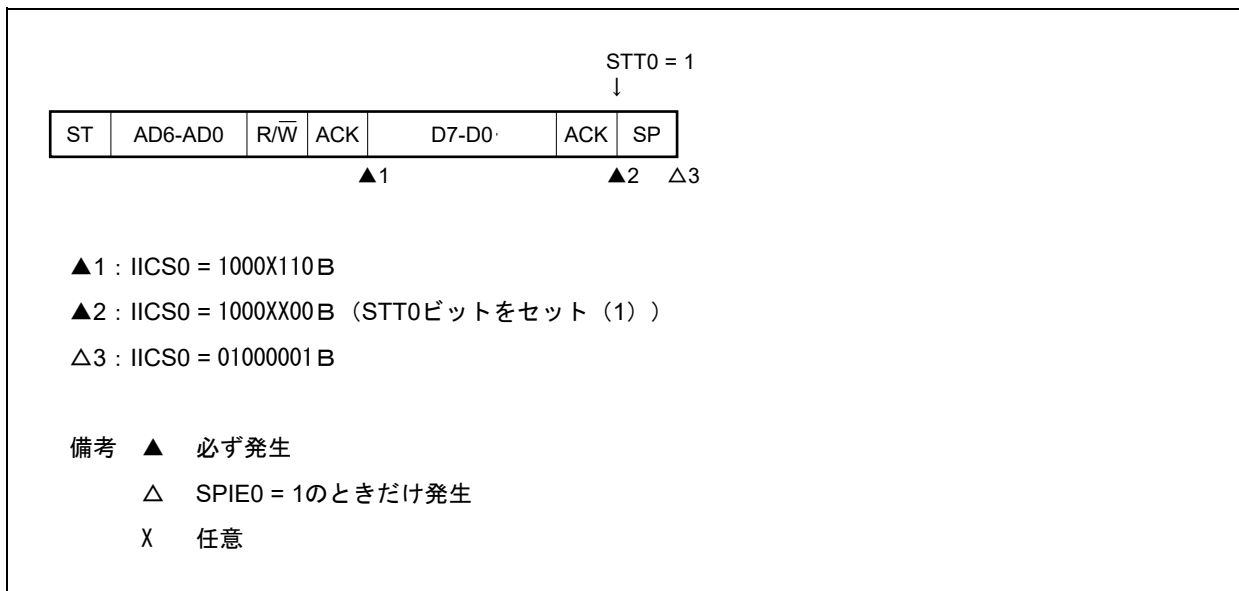 STT0 = 1
↓
ST AD6-AD0 R/W̅ ACK D7-D0 ACK SP
▲1 ▲2 △3
▲1：IICS0 = 1000X110B
▲2：IICS0 = 1000XX00B（STT0ビットをセット（1））
△3：IICS0 = 01000001B
備考 ▲ 必ず発生
△ SPIE0 = 1のときだけ発生
X 任意